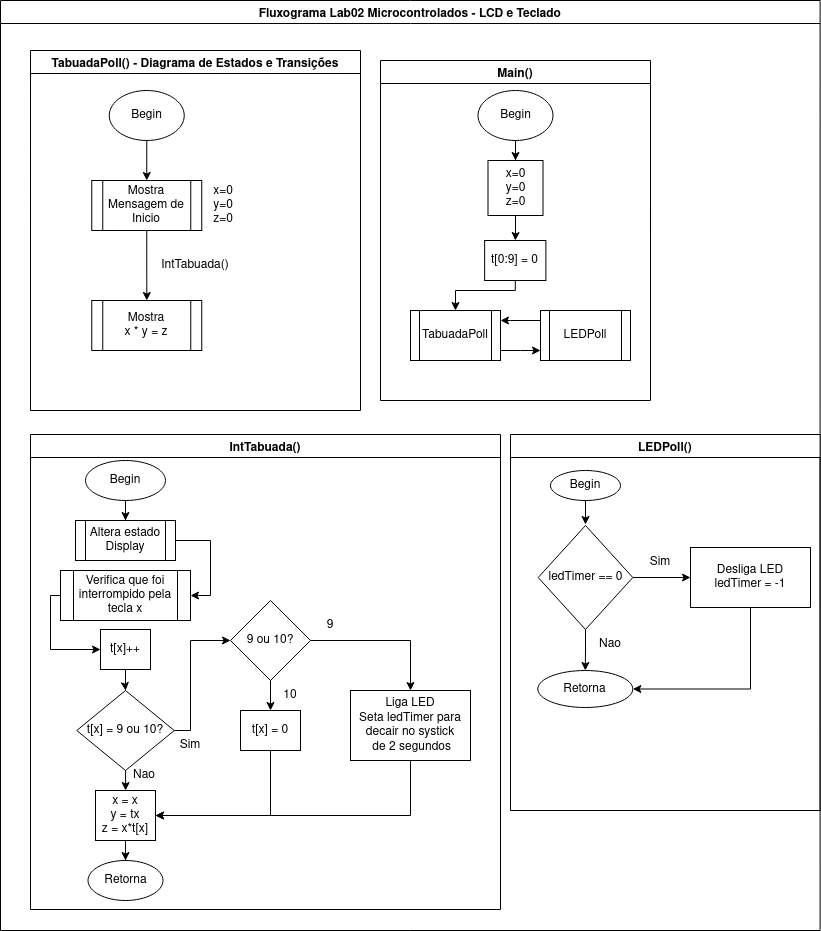 Fluxograma Lab02 Microcontrolados - LCD e Teclado
TabuadaPoll() - Diagrama de Estados e Transições
Begin
Mostra
Mensagem de
Inicio
x=0
y=0
z=0
IntTabuada()
Mostra
x * y = z
Main()
Begin
x=0
y=0
z=0
t[0:9] = 0
TabuadaPoll
LEDPoll
IntTabuada()
Begin
Altera estado
Display
Verifica que foi
interrompido pela
tecla x
t[x]++
t[x] = 9 ou 10?
Sim
Nao
9 ou 10?
9
10
t[x] = 0
Liga LED
Seta ledTimer para
decair no systick
de 2 segundos
x = x
y = tx
z = x*t[x]
Retorna
LEDPoll()
Begin
ledTimer == 0
Sim
Desliga LED
ledTimer = -1
Nao
Retorna